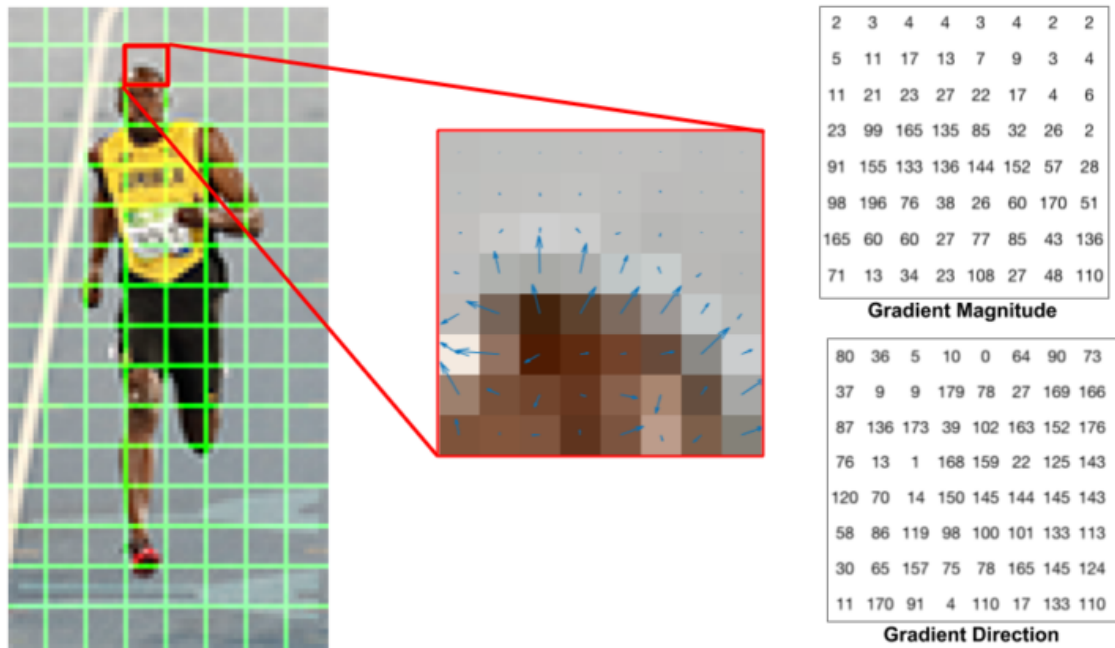 2 3 4 4 3 4 2 2
5 11 17 13 7 9 3 4
11 21 23 27 22 17 4 6
23 99 165 135 85 32 26 2
91 155 133 136 144 152 57 28
98 196 76 38 26 60 170 51
165 60 60 27 77 85 43 136
71 13 34 23 108 27 48 110
Gradient Magnitude
80 36 5 10 0 64 90 73
37 9 9 179 78 27 169 166
87 136 173 39 102 163 152 176
76 13 1 168 159 22 125 143
120 70 14 150 145 144 145 143
58 86 119 98 100 101 133 113
30 65 157 75 78 165 145 124
11 170 91 4 110 17 133 110
Gradient Direction